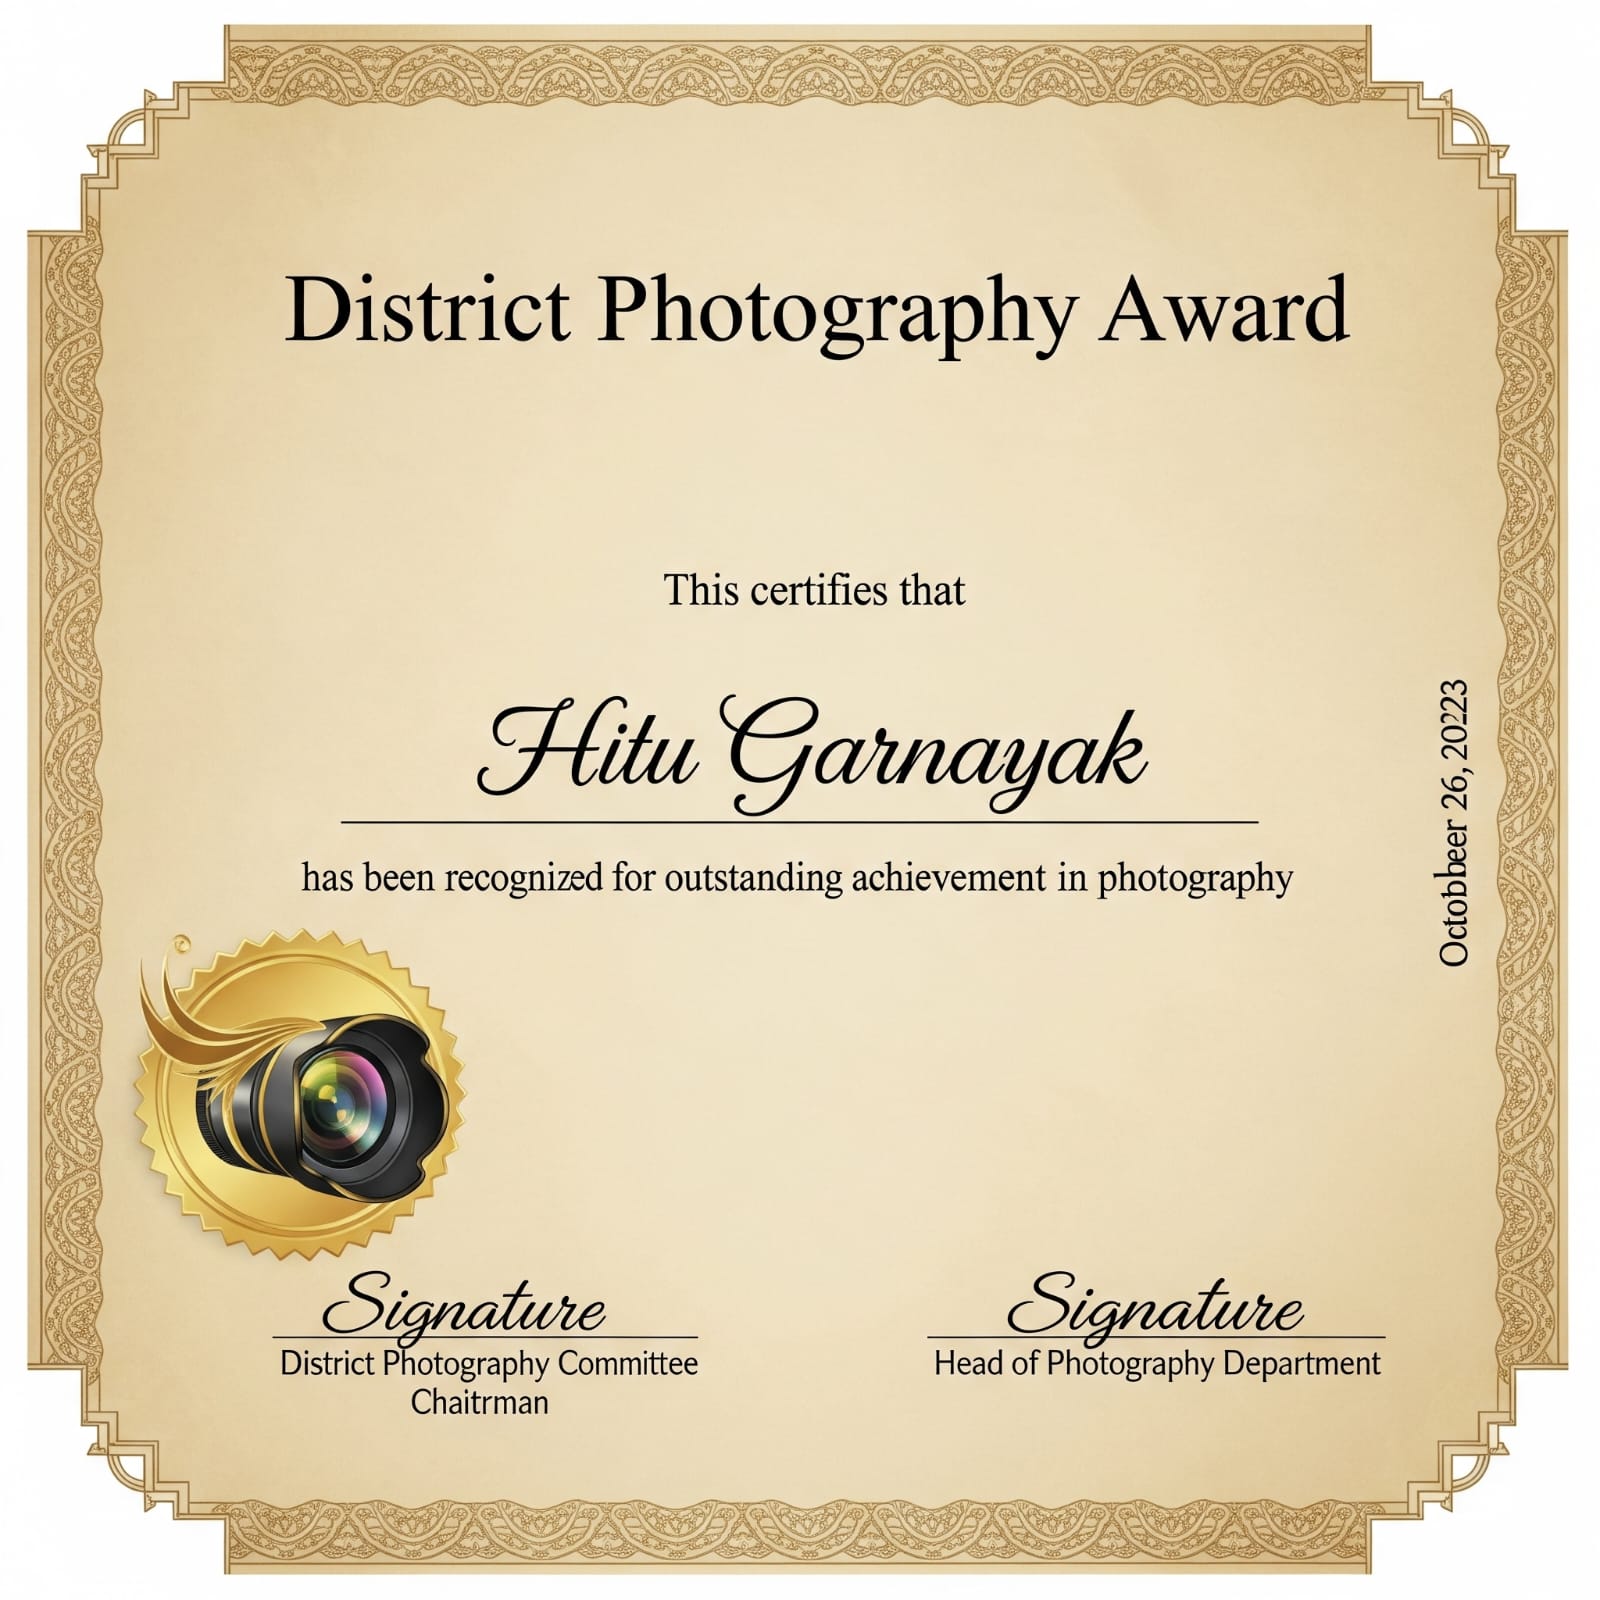 District Photography Award
This certifies that
Hitu Garnayak
has been recognized for outstanding achievement in photography
Octobbeer 26, 20223
Signature
District Photography Committee
Chaitrman
Signature
Head of Photography Department